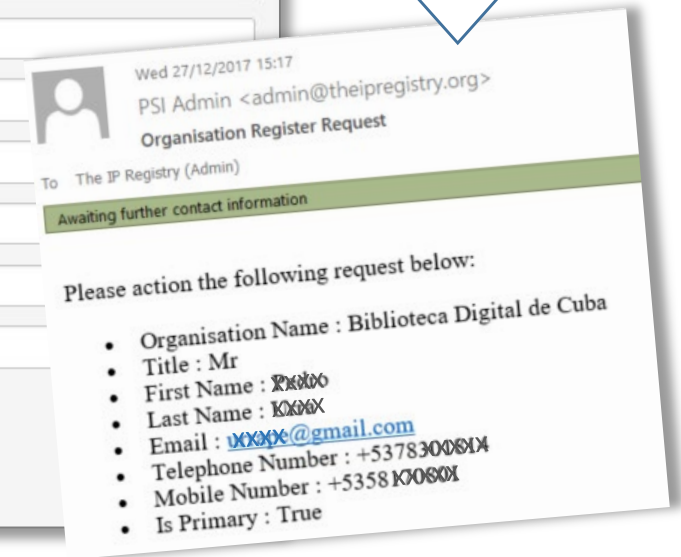 Wed 27/12/2017 15:17
PSI Admin <admin@theipregistry.org>
Organisation Register Request
To The IP Registry (Admin)
Awaiting further contact information
Please action the following request below:
• Organisation Name : Biblioteca Digital de Cuba
• Title : Mr
• First Name :
• Last Name :
• Email : @gmail.com
• Telephone Number :
• Mobile Number :
• Is Primary : True